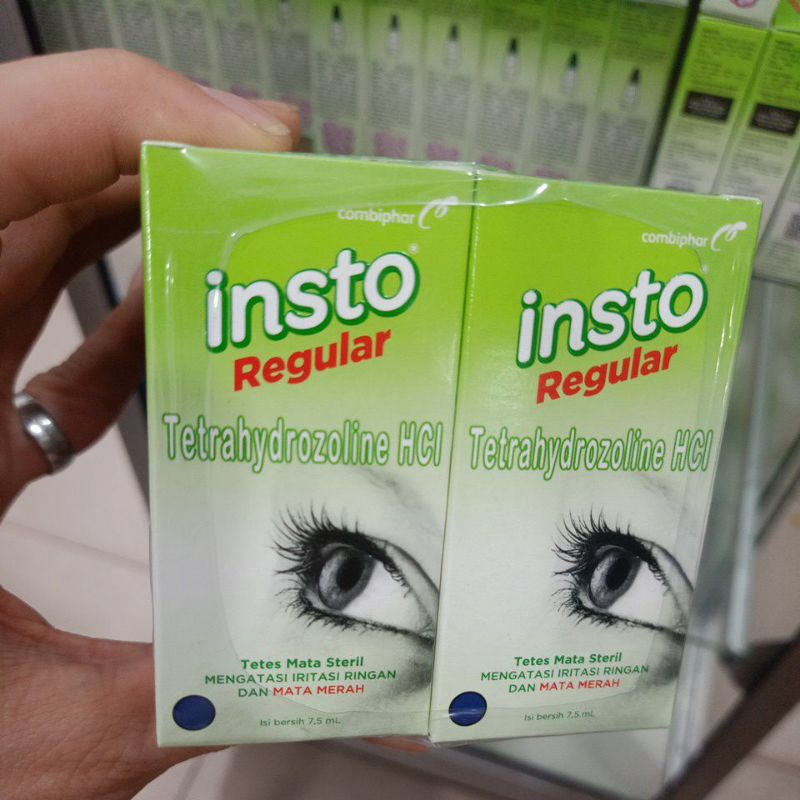 combiphar
insto®
Regular
Tetrahydrozoline HCl
Tetes Mata Steril
MENGATASI IRITASI RINGAN
DAN MATA MERAH
Isi bersih 7,5 mL
combiphar
insto®
Regular
Tetrahydrozoline HCl
Tetes Mata Steril
MENGATASI IRITASI RINGAN
DAN MATA MERAH
Isi bersih 7,5 mL